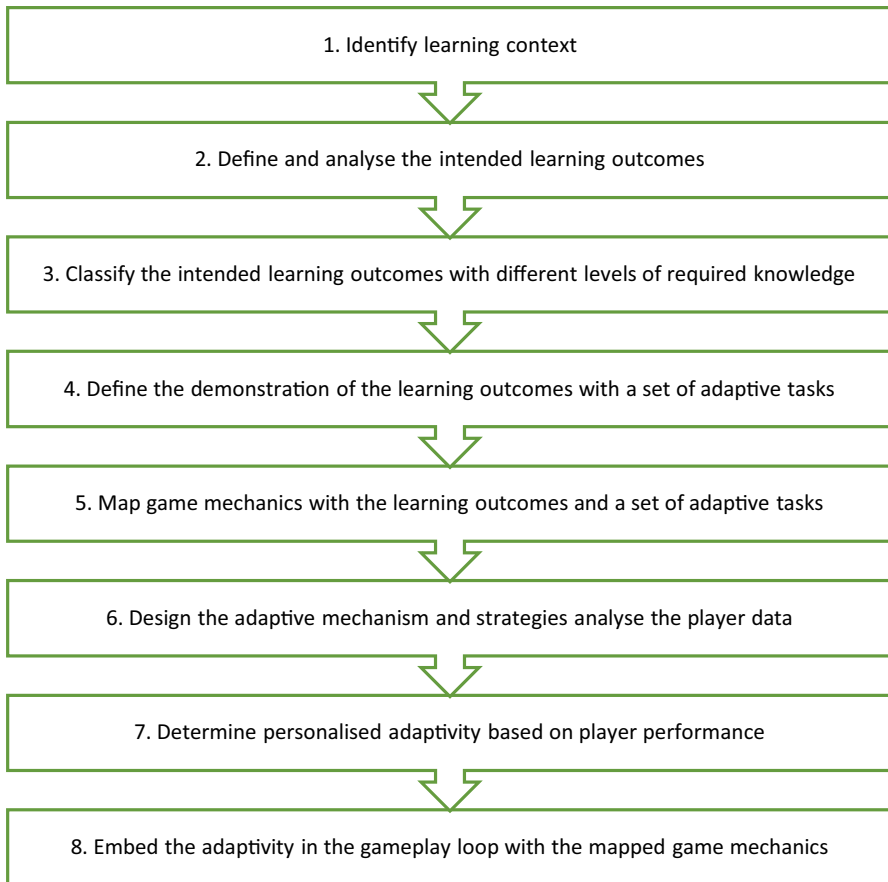 1. Identify learning context
2. Define and analyse the intended learning outcomes
3. Classify the intended learning outcomes with different levels of required knowledge
4. Define the demonstration of the learning outcomes with a set of adaptive tasks
5. Map game mechanics with the learning outcomes and a set of adaptive tasks
6. Design the adaptive mechanism and strategies analyse the player data
7. Determine personalised adaptivity based on player performance
8. Embed the adaptivity in the gameplay loop with the mapped game mechanics